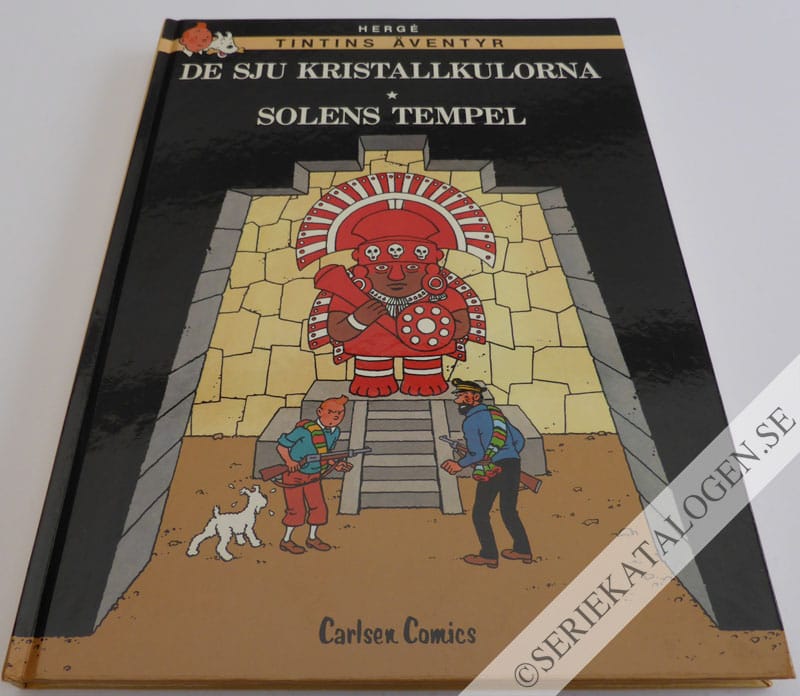 HERGÉ
TINTINS ÄVENTYR
DE SJU KRISTALLKULORNA
★
SOLENS TEMPEL
Carlsen Comics
©SERIEKATALOGEN.SE